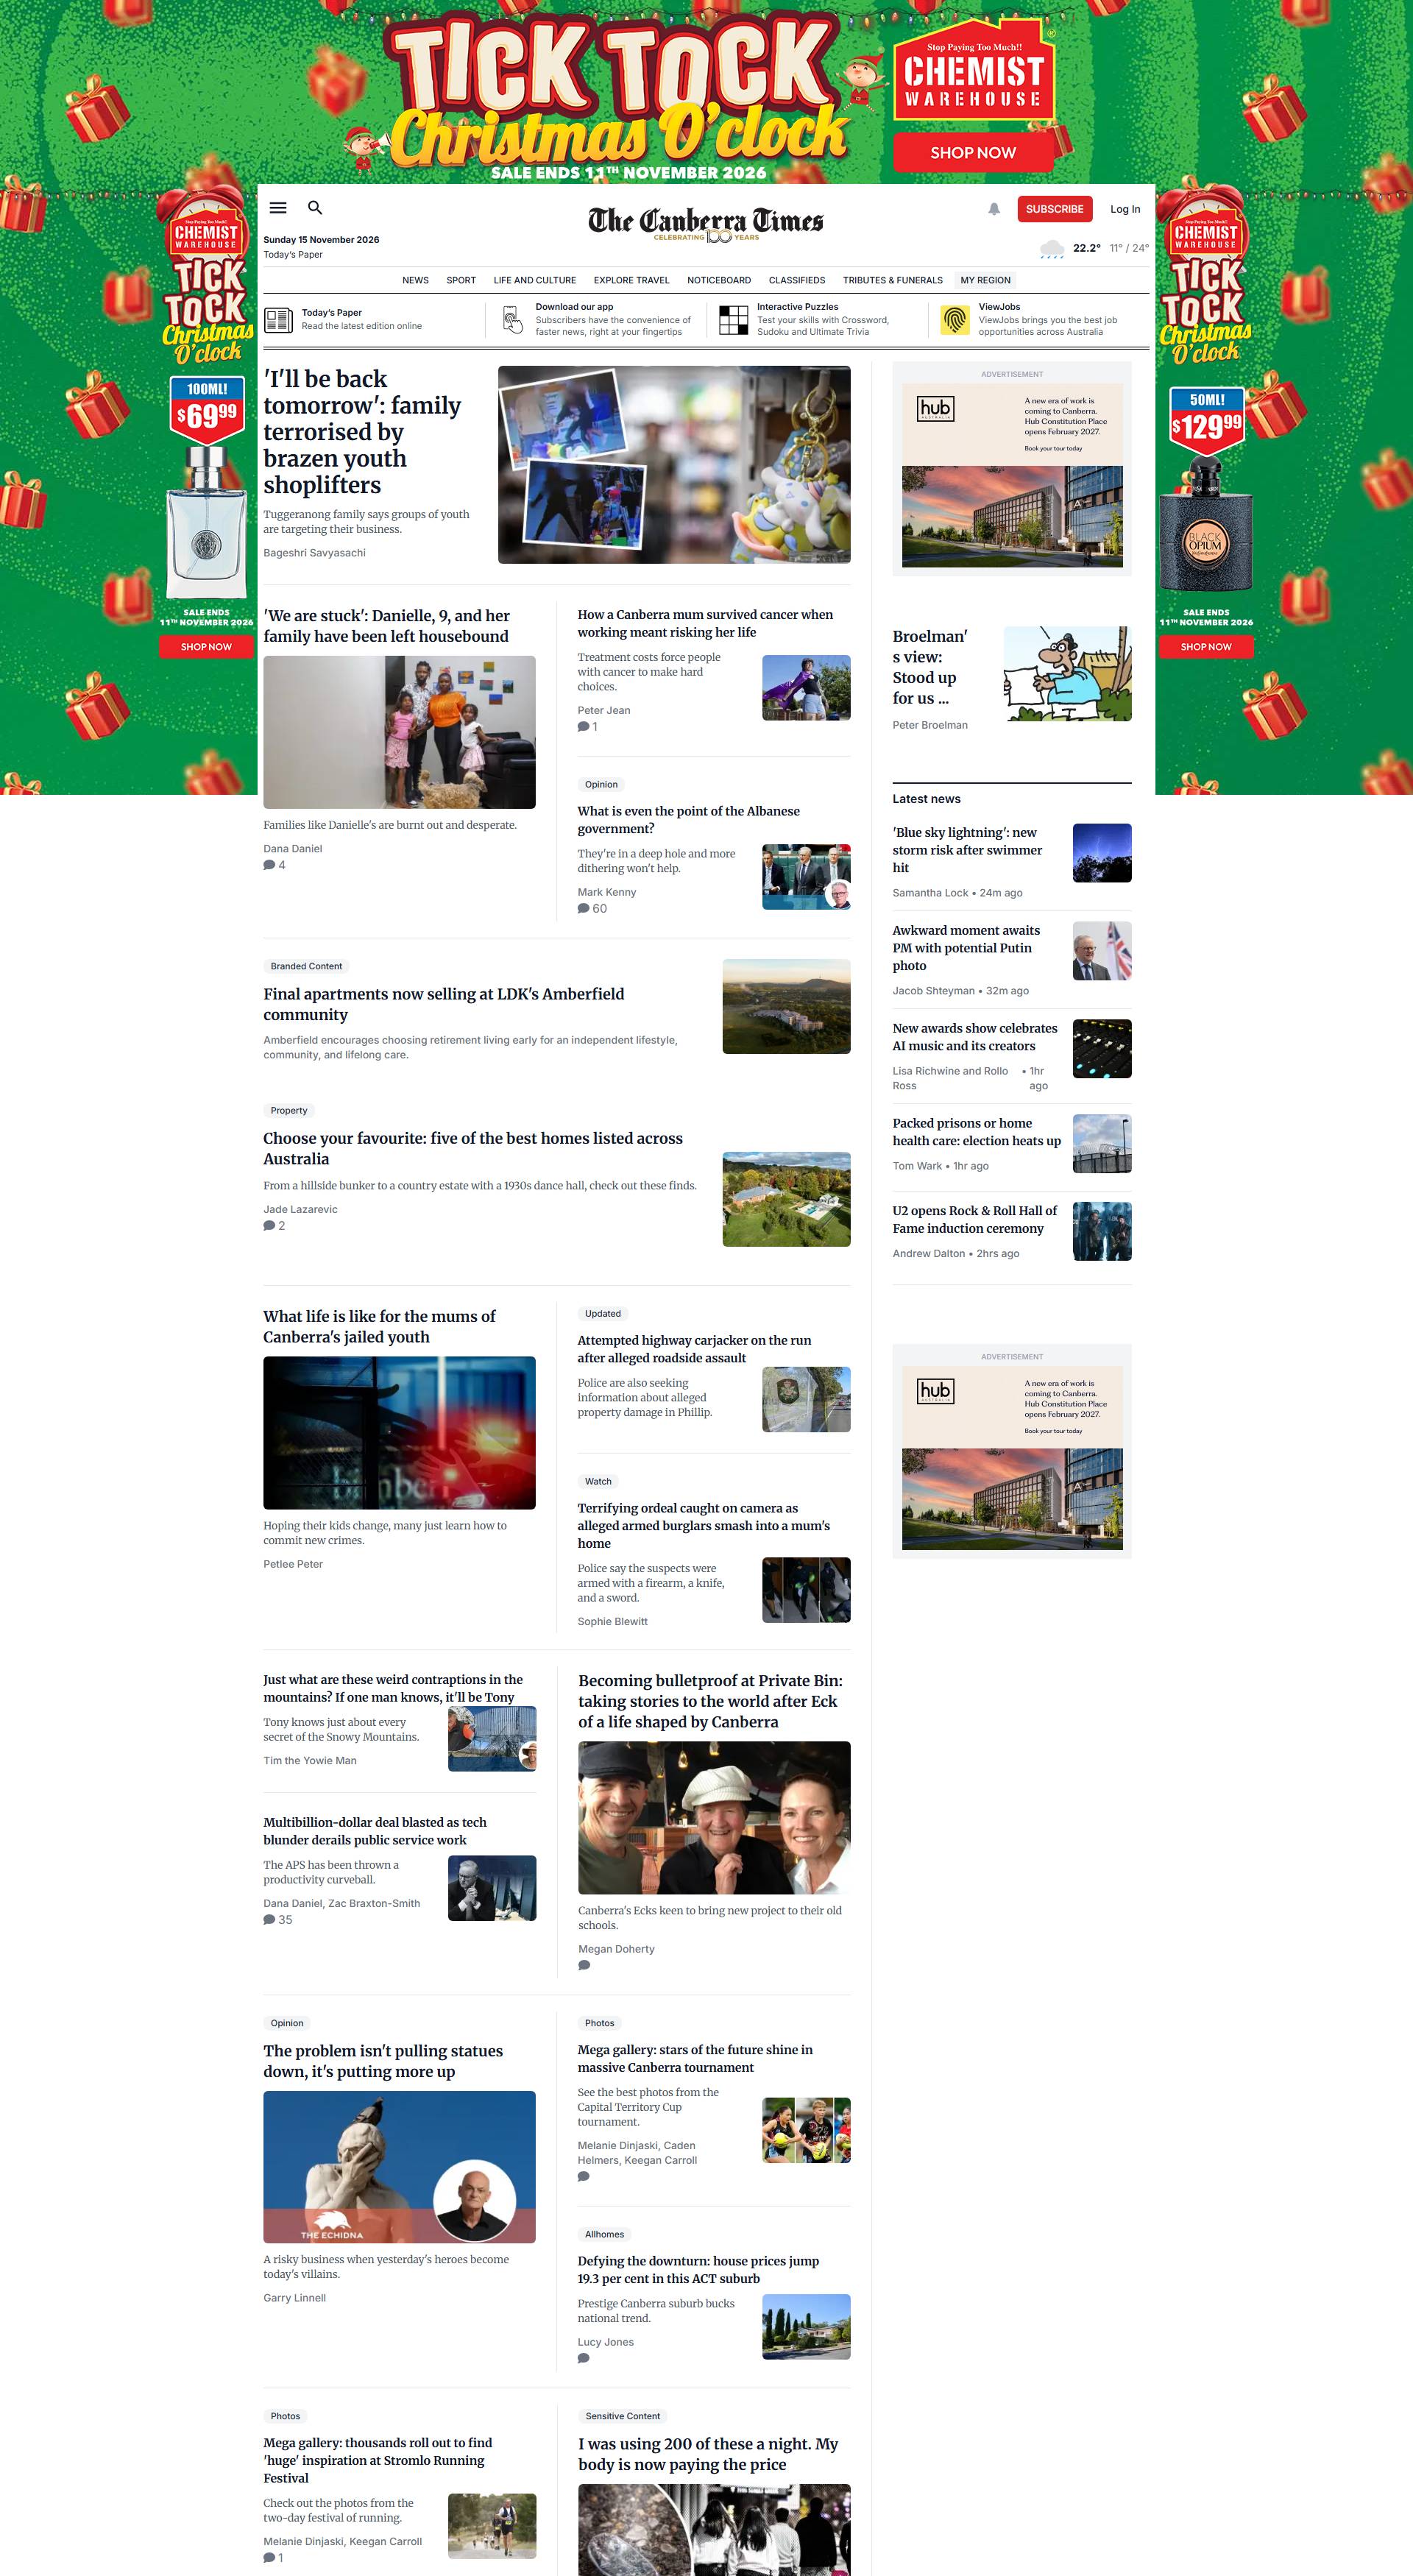 TICK TOCK
Christmas O'clock
SALE ENDS 11TH NOVEMBER 2026
Stop Paying Too Much!!
CHEMIST
WAREHOUSE
SHOP NOW
Stop Paying Too Much!!
CHEMIST
WAREHOUSE
TICK
TOCK
Christmas
O'clock
100ML!
$69.99
SALE ENDS
11TH NOVEMBER 2026
SHOP NOW
Stop Paying Too Much!!
CHEMIST
WAREHOUSE
TICK
TOCK
Christmas
O'clock
50ML!
$129.99
BLACK
OPIUM
SALE ENDS
11TH NOVEMBER 2026
SHOP NOW
The Canberra Times
CELEBRATING 100 YEARS
SUBSCRIBE
Log In
Sunday 15 November 2026
Today's Paper
22.2° 11° / 24°
NEWS SPORT LIFE AND CULTURE EXPLORE TRAVEL NOTICEBOARD CLASSIFIEDS TRIBUTES & FUNERALS MY REGION
Today's Paper
Read the latest edition online
Download our app
Subscribers have the convenience of
faster news, right at your fingertips
Interactive Puzzles
Test your skills with Crossword,
Sudoku and Ultimate Trivia
ViewJobs
ViewJobs brings you the best job
opportunities across Australia
'I'll be back
tomorrow': family
terrorised by
brazen youth
shoplifters
Tuggeranong family says groups of youth
are targeting their business.
Bageshri Savyasachi
'We are stuck': Danielle, 9, and her
family have been left housebound
Families like Danielle's are burnt out and desperate.
Dana Daniel
4
How a Canberra mum survived cancer when
working meant risking her life
Treatment costs force people
with cancer to make hard
choices.
Peter Jean
1
Opinion
What is even the point of the Albanese
government?
They're in a deep hole and more
dithering won't help.
Mark Kenny
60
Branded Content
Final apartments now selling at LDK's Amberfield
community
Amberfield encourages choosing retirement living early for an independent lifestyle,
community, and lifelong care.
Property
Choose your favourite: five of the best homes listed across
Australia
From a hillside bunker to a country estate with a 1930s dance hall, check out these finds.
Jade Lazarevic
2
What life is like for the mums of
Canberra's jailed youth
Hoping their kids change, many just learn how to
commit new crimes.
Petlee Peter
Updated
Attempted highway carjacker on the run
after alleged roadside assault
Police are also seeking
information about alleged
property damage in Phillip.
Watch
Terrifying ordeal caught on camera as
alleged armed burglars smash into a mum's
home
Police say the suspects were
armed with a firearm, a knife,
and a sword.
Sophie Blewitt
Just what are these weird contraptions in the
mountains? If one man knows, it'll be Tony
Tony knows just about every
secret of the Snowy Mountains.
Tim the Yowie Man
Multibillion-dollar deal blasted as tech
blunder derails public service work
The APS has been thrown a
productivity curveball.
Dana Daniel, Zac Braxton-Smith
35
Becoming bulletproof at Private Bin:
taking stories to the world after Eck
of a life shaped by Canberra
Canberra's Ecks keen to bring new project to their old
schools.
Megan Doherty
Opinion
The problem isn't pulling statues
down, it's putting more up
THE ECHIDNA
A risky business when yesterday's heroes become
today's villains.
Garry Linnell
Photos
Mega gallery: stars of the future shine in
massive Canberra tournament
See the best photos from the
Capital Territory Cup
tournament.
Melanie Dinjaski, Caden
Helmers, Keegan Carroll
Allhomes
Defying the downturn: house prices jump
19.3 per cent in this ACT suburb
Prestige Canberra suburb bucks
national trend.
Lucy Jones
Photos
Mega gallery: thousands roll out to find
'huge' inspiration at Stromlo Running
Festival
Check out the photos from the
two-day festival of running.
Melanie Dinjaski, Keegan Carroll
1
Sensitive Content
I was using 200 of these a night. My
body is now paying the price
ADVERTISEMENT
hub
AUSTRALIA
A new era of work is
coming to Canberra.
Hub Constitution Place
opens February 2027.
Book your tour today
Broelman'
s view:
Stood up
for us ...
Peter Broelman
Latest news
'Blue sky lightning': new
storm risk after swimmer
hit
Samantha Lock • 24m ago
Awkward moment awaits
PM with potential Putin
photo
Jacob Shteyman • 32m ago
New awards show celebrates
AI music and its creators
Lisa Richwine and Rollo • 1hr
Ross ago
Packed prisons or home
health care: election heats up
Tom Wark • 1hr ago
U2 opens Rock & Roll Hall of
Fame induction ceremony
Andrew Dalton • 2hrs ago
ADVERTISEMENT
hub
AUSTRALIA
A new era of work is
coming to Canberra.
Hub Constitution Place
opens February 2027.
Book your tour today